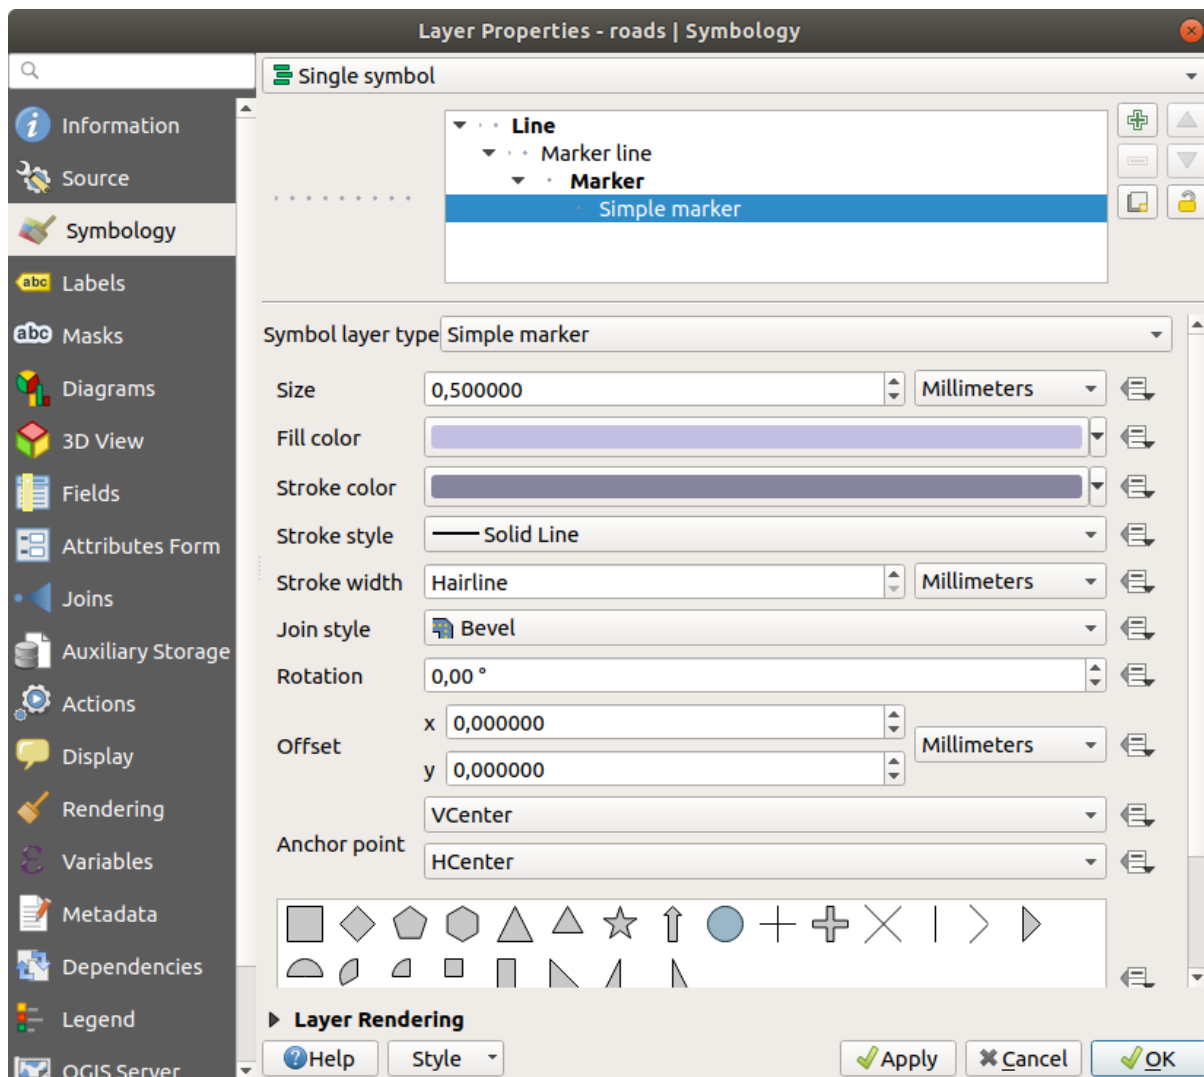 Layer Properties - roads | Symbology
Single symbol
Information
Source
Symbology
Labels
Masks
Diagrams
3D View
Fields
Attributes Form
Joins
Auxiliary Storage
Actions
Display
Rendering
Variables
Metadata
Dependencies
Legend
QGIS Server
Line
Marker line
Marker
Simple marker
Symbol layer type Simple marker
Size 0,500000 Millimeters
Fill color
Stroke color
Stroke style Solid Line
Stroke width Hairline Millimeters
Join style Bevel
Rotation 0,00 °
Offset x 0,000000 Millimeters
y 0,000000
Anchor point VCenter
HCenter
Layer Rendering
Help Style Apply Cancel OK